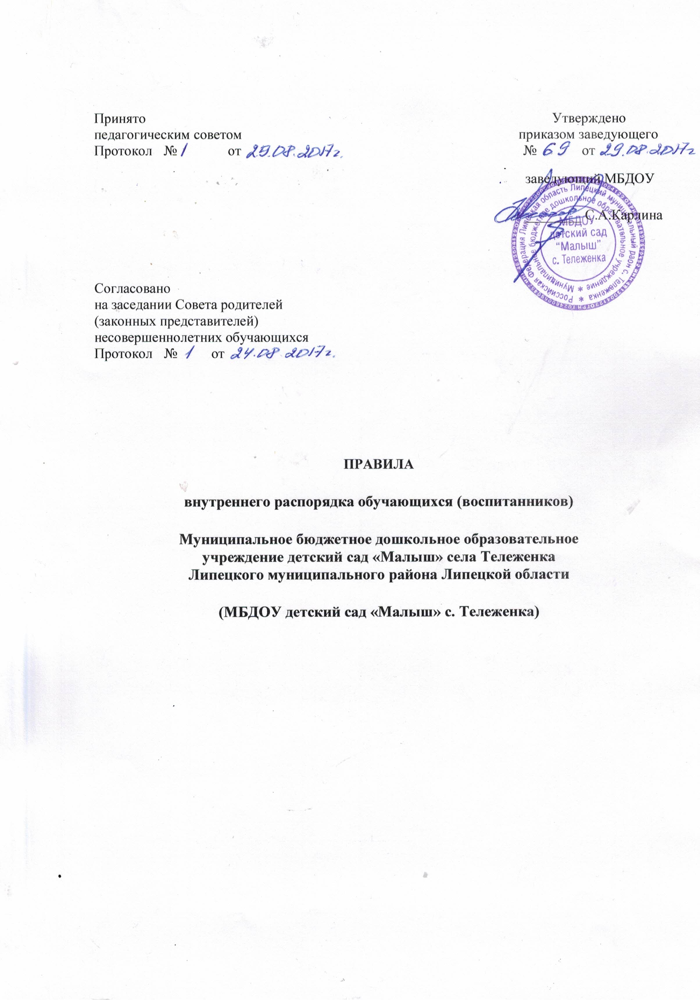 Принято
педагогическим советом
Протокол № 1 от 29.08.2017г.
Утверждено
приказом заведующего
№ 69 от 29.08.2017г
заведующий МБДОУ
С.А.Карлина
МБДОУ
детский сад
"Малыш"
с. Тележенка
Российская Федерация Липецкая область Липецкий муниципальный район с. Тележенка *
Муниципальное бюджетное дошкольное образовательное учреждение *
Согласовано
на заседании Совета родителей
(законных представителей)
несовершеннолетних обучающихся
Протокол № 1 от 24.08.2017г.
ПРАВИЛА
внутреннего распорядка обучающихся (воспитанников)
Муниципальное бюджетное дошкольное образовательное
учреждение детский сад «Малыш» села Тележенка
Липецкого муниципального района Липецкой области
(МБДОУ детский сад «Малыш» с. Тележенка)